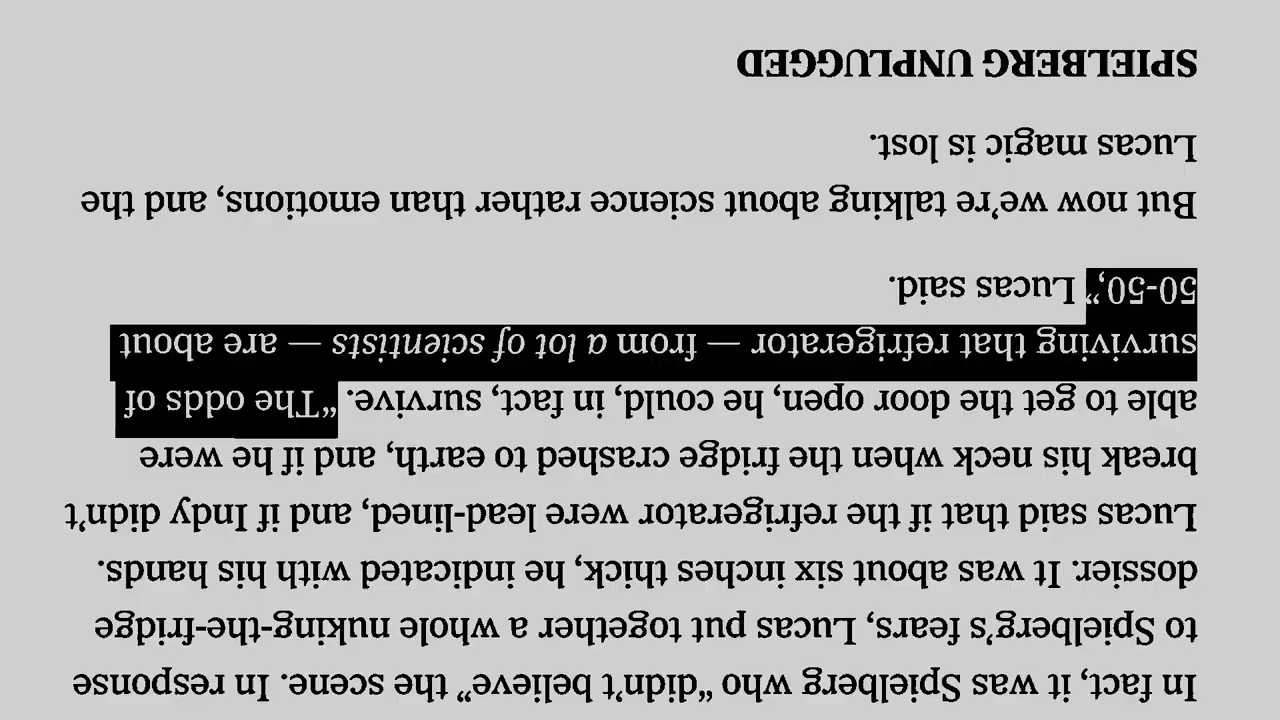 In fact, it was Spielberg who “didn’t believe” the scene. In response
to Spielberg’s fears, Lucas put together a whole nuking-the-fridge
dossier. It was about six inches thick, he indicated with his hands.
Lucas said that if the refrigerator were lead-lined, and if Indy didn’t
break his neck when the fridge crashed to earth, and if he were
able to get the door open, he could, in fact, survive. “The odds of
surviving that refrigerator — from a lot of scientists — are about
50-50,” Lucas said.
But now we’re talking about science rather than emotions, and the
Lucas magic is lost.
SPIELBERG UNPLUGGED